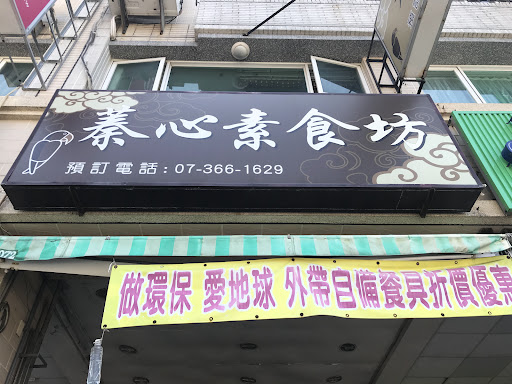 蓁心素食坊
預訂電話：07-366-1629
做環保 愛地球 外帶自備餐具折價優惠